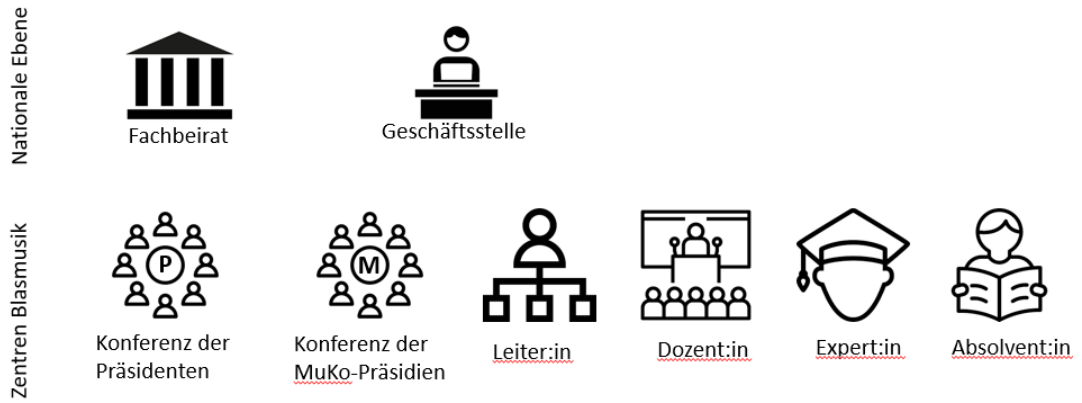 Nationale Ebene
Fachbeirat
Geschäftsstelle
Zentren Blasmusik
P
M
Konferenz der
Präsidenten
Konferenz der
MuKo-Präsidien
Leiter:in
Dozent:in
Expert:in
Absolvent:in